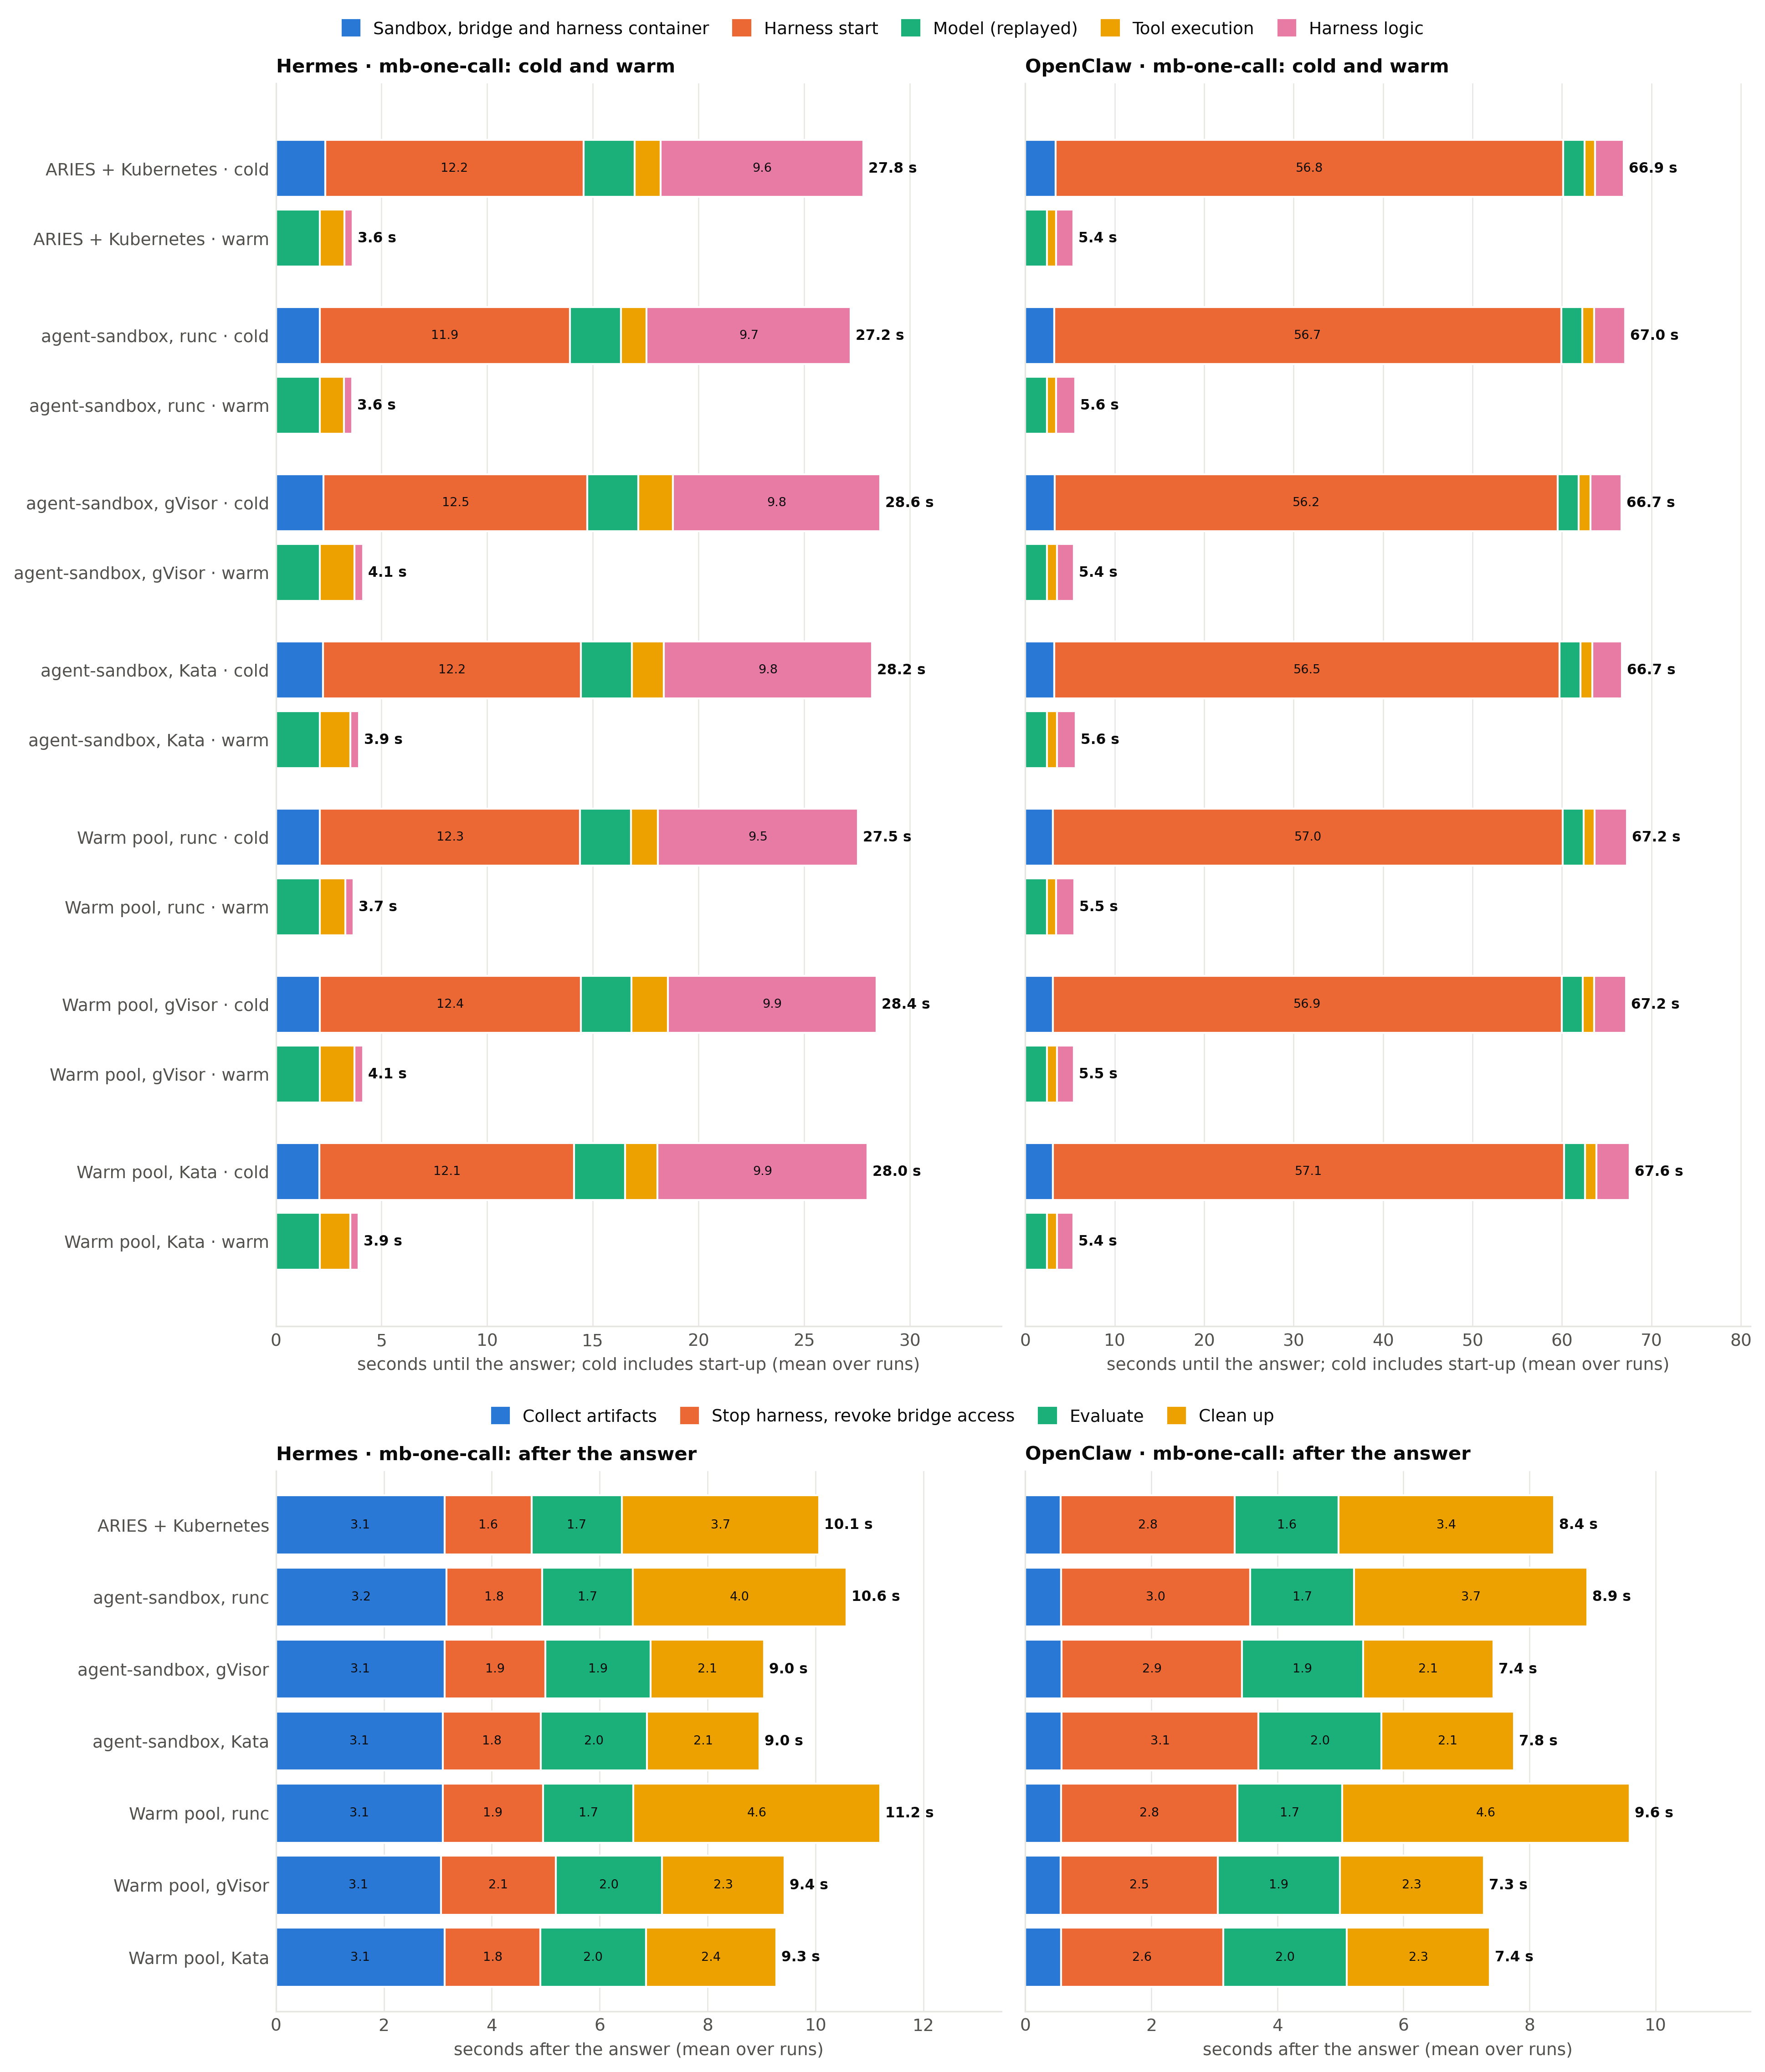 Sandbox, bridge and harness container Harness start Model (replayed) Tool execution Harness logic
Hermes · mb-one-call: cold and warm
ARIES + Kubernetes · cold 12.2 9.6 27.8 s
ARIES + Kubernetes · warm 3.6 s
agent-sandbox, runc · cold 11.9 9.7 27.2 s
agent-sandbox, runc · warm 3.6 s
agent-sandbox, gVisor · cold 12.5 9.8 28.6 s
agent-sandbox, gVisor · warm 4.1 s
agent-sandbox, Kata · cold 12.2 9.8 28.2 s
agent-sandbox, Kata · warm 3.9 s
Warm pool, runc · cold 12.3 9.5 27.5 s
Warm pool, runc · warm 3.7 s
Warm pool, gVisor · cold 12.4 9.9 28.4 s
Warm pool, gVisor · warm 4.1 s
Warm pool, Kata · cold 12.1 9.9 28.0 s
Warm pool, Kata · warm 3.9 s
0 5 10 15 20 25 30
seconds until the answer; cold includes start-up (mean over runs)
OpenClaw · mb-one-call: cold and warm
56.8 66.9 s
5.4 s
56.7 67.0 s
5.6 s
56.2 66.7 s
5.4 s
56.5 66.7 s
5.6 s
57.0 67.2 s
5.5 s
56.9 67.2 s
5.5 s
57.1 67.6 s
5.4 s
0 10 20 30 40 50 60 70 80
seconds until the answer; cold includes start-up (mean over runs)
Collect artifacts Stop harness, revoke bridge access Evaluate Clean up
Hermes · mb-one-call: after the answer
ARIES + Kubernetes 3.1 1.6 1.7 3.7 10.1 s
agent-sandbox, runc 3.2 1.8 1.7 4.0 10.6 s
agent-sandbox, gVisor 3.1 1.9 1.9 2.1 9.0 s
agent-sandbox, Kata 3.1 1.8 2.0 2.1 9.0 s
Warm pool, runc 3.1 1.9 1.7 4.6 11.2 s
Warm pool, gVisor 3.1 2.1 2.0 2.3 9.4 s
Warm pool, Kata 3.1 1.8 2.0 2.4 9.3 s
0 2 4 6 8 10 12
seconds after the answer (mean over runs)
OpenClaw · mb-one-call: after the answer
2.8 1.6 3.4 8.4 s
3.0 1.7 3.7 8.9 s
2.9 1.9 2.1 7.4 s
3.1 2.0 2.1 7.8 s
2.8 1.7 4.6 9.6 s
2.5 1.9 2.3 7.3 s
2.6 2.0 2.3 7.4 s
0 2 4 6 8 10
seconds after the answer (mean over runs)